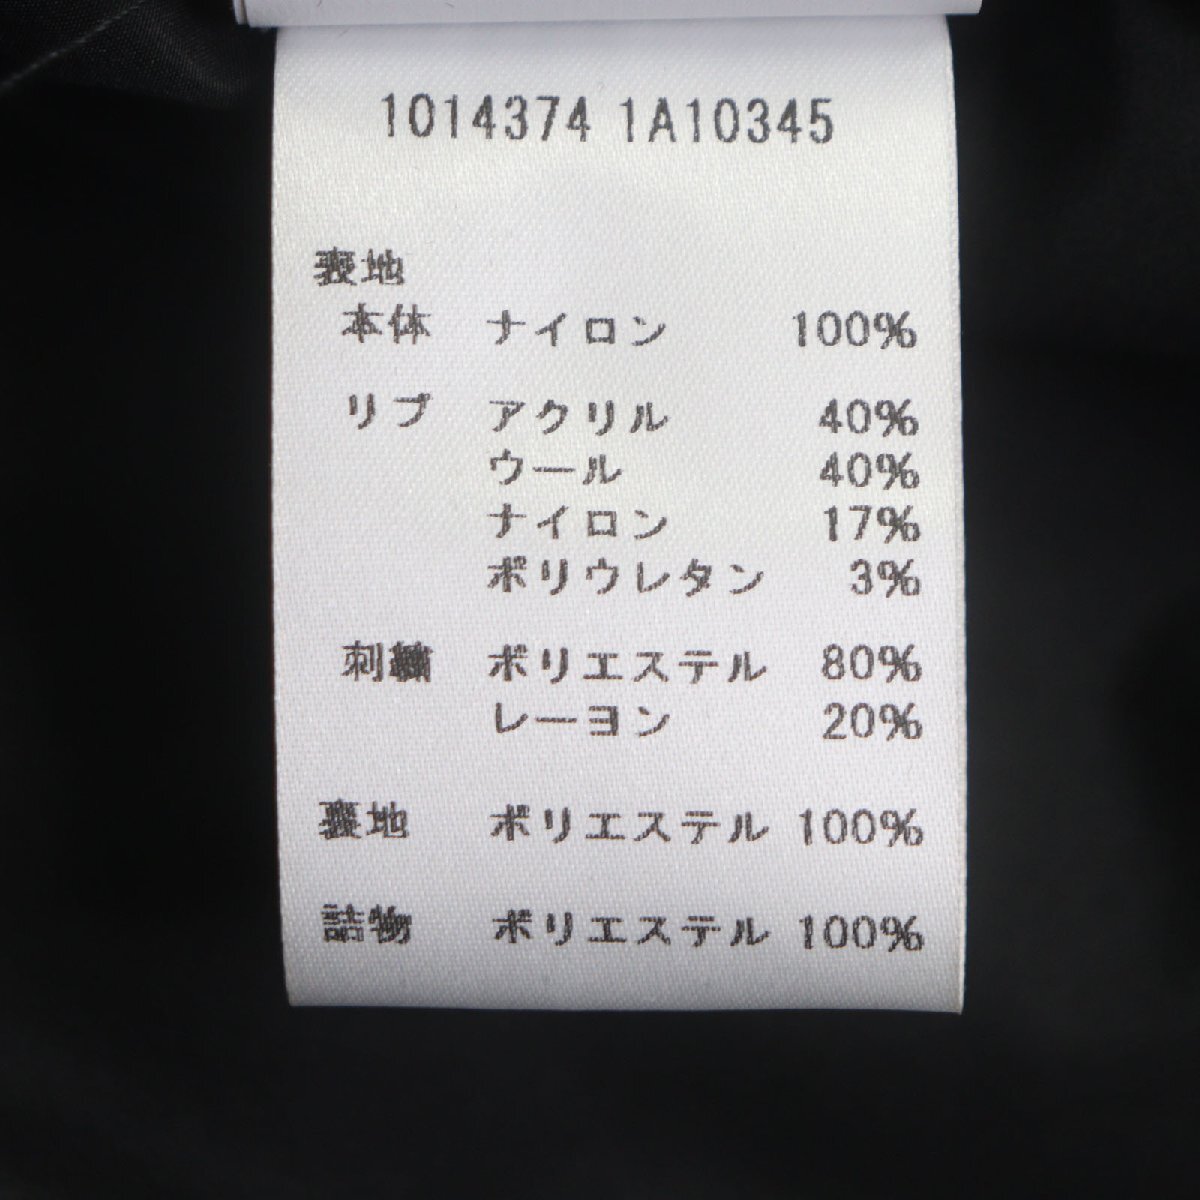 1014374 1A10345
表地
本体 ナイロン 100%
リブ アクリル 40%
ウール 40%
ナイロン 17%
ポリウレタン 3%
刺繍 ポリエステル 80%
レーヨン 20%
裏地 ポリエステル 100%
詰物 ポリエステル 100%